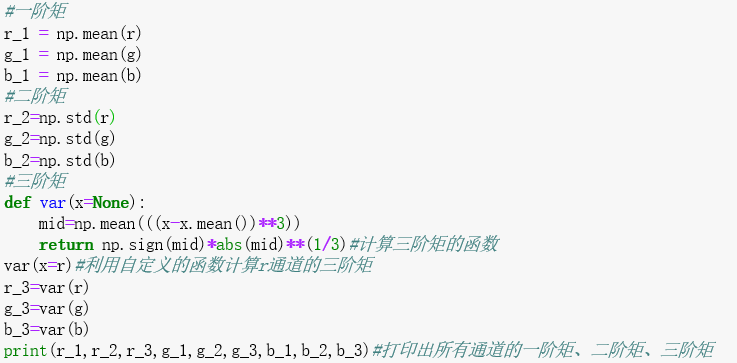 #一阶矩
r_1 = np.mean(r)
g_1 = np.mean(g)
b_1 = np.mean(b)
#二阶矩
r_2=np.std(r)
g_2=np.std(g)
b_2=np.std(b)
#三阶矩
def var(x=None):
    mid=np.mean(((x-x.mean())**3))
    return np.sign(mid)*abs(mid)**(1/3)#计算三阶矩的函数
var(x=r)#利用自定义的函数计算r通道的三阶矩
r_3=var(r)
g_3=var(g)
b_3=var(b)
print(r_1,r_2,r_3,g_1,g_2,g_3,b_1,b_2,b_3)#打印出所有通道的一阶矩、二阶矩、三阶矩